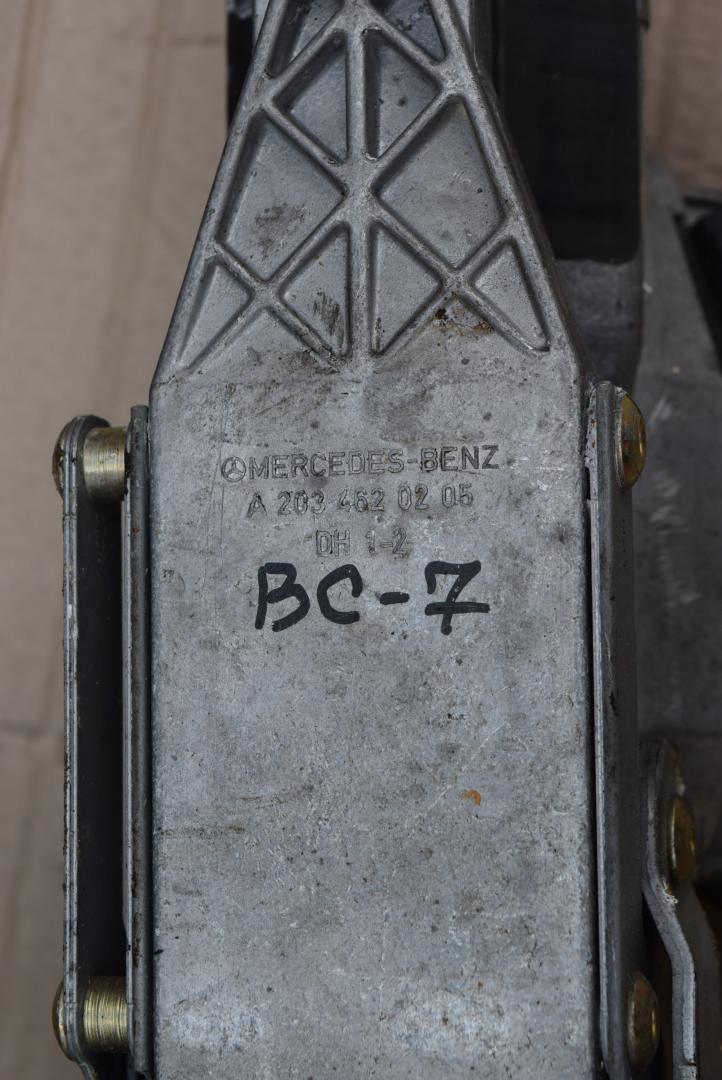 MERCEDES-BENZ
A 203 462 02 05
DH 1-2
BC-7